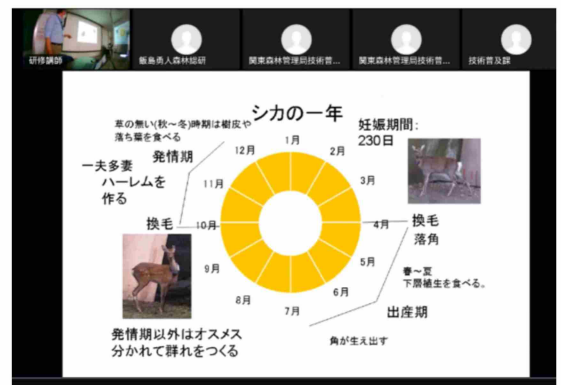 研修講師
飯島勇人森林総研
関東森林管理局技術普...
関東森林管理局技術普...
技術普及課
シカの一年
草の無い(秋～冬)時期は樹皮や
落ち葉を食べる
妊娠期間：
230日
発情期
一夫多妻
ハーレムを
作る
換毛
1月
2月
3月
4月
5月
6月
7月
8月
9月
10月
11月
12月
換毛
落角
春～夏
下層植生を食べる。
出産期
角が生え出す
発情期以外はオスメス
分かれて群れをつくる